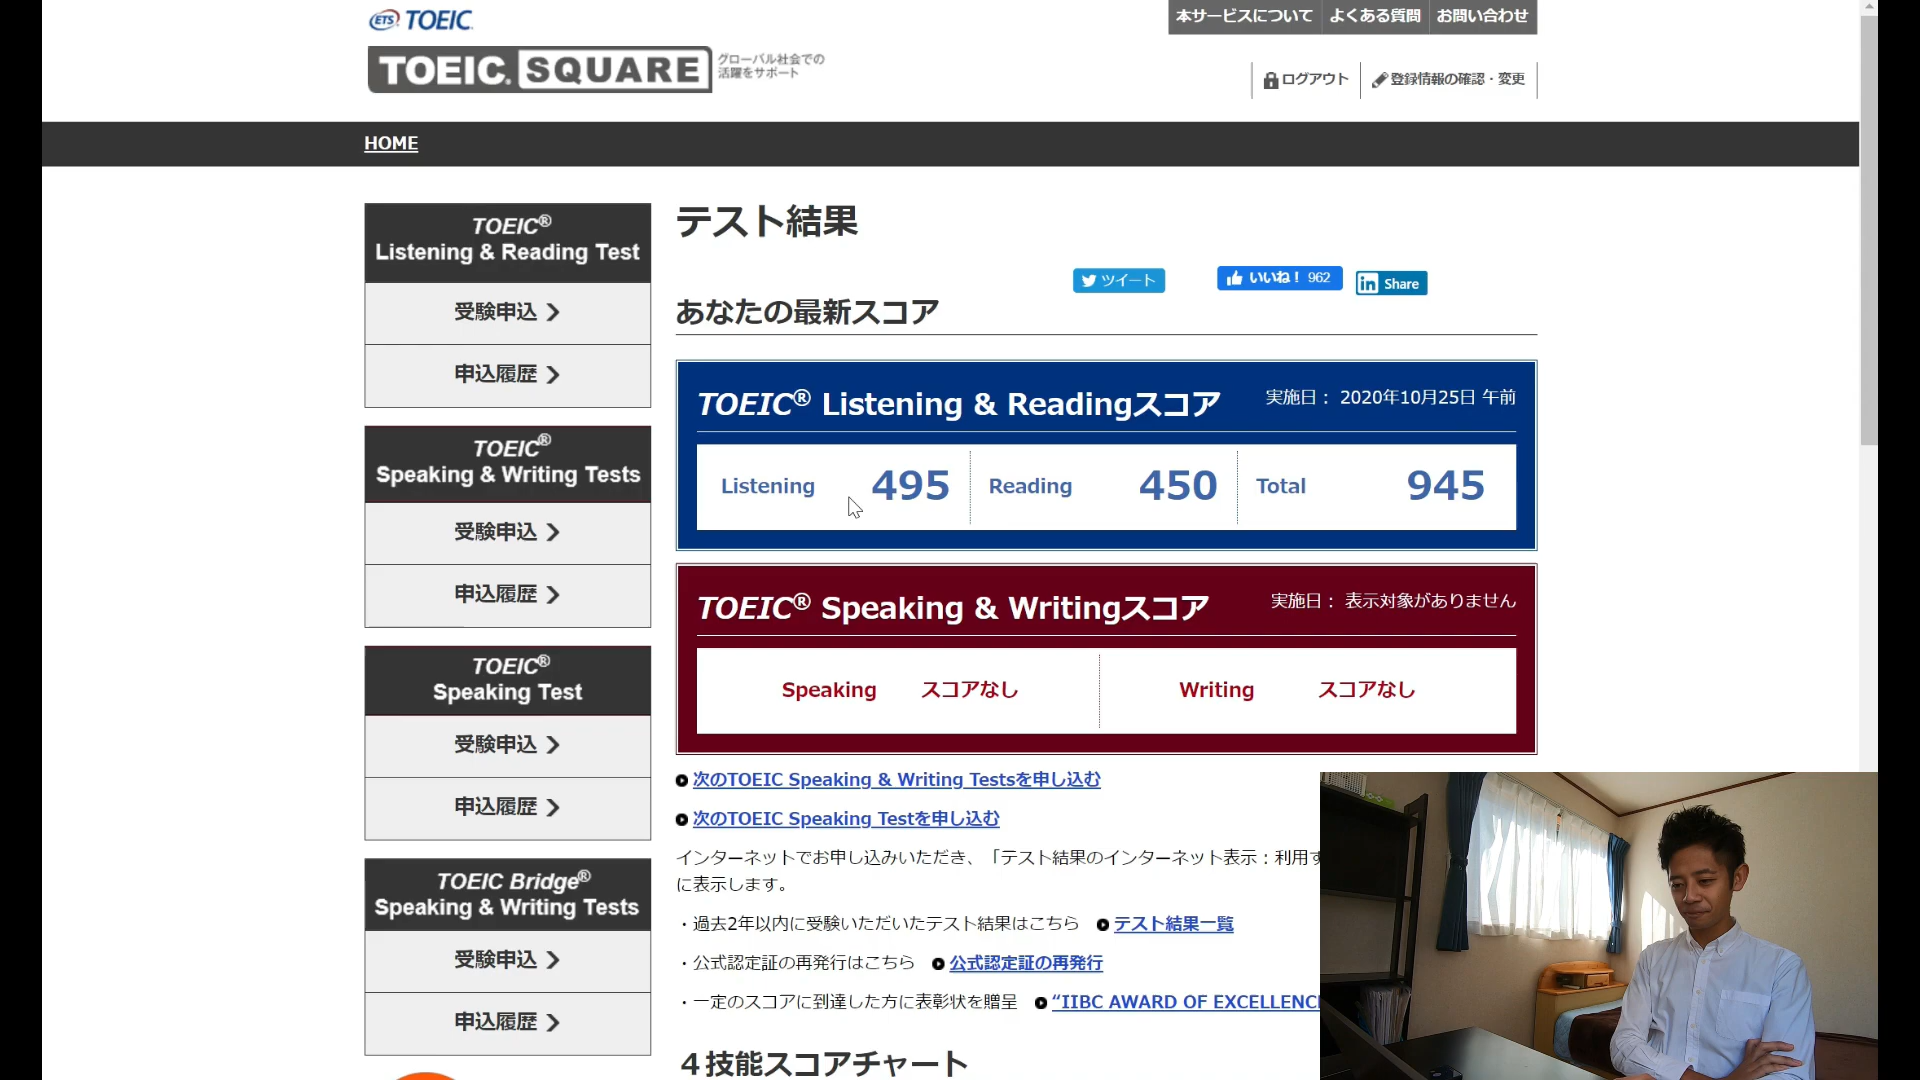 ETS TOEIC.
TOEIC. SQUARE
グローバル社会での
活躍をサポート
本サービスについて
よくある質問
お問い合わせ
ログアウト
登録情報の確認・変更
HOME
TOEIC®
Listening & Reading Test
受験申込
申込履歴
TOEIC®
Speaking & Writing Tests
受験申込
申込履歴
TOEIC®
Speaking Test
受験申込
申込履歴
TOEIC Bridge®
Speaking & Writing Tests
受験申込
申込履歴
テスト結果
ツイート
いいね！ 962
in Share
あなたの最新スコア
TOEIC® Listening & Readingスコア
実施日： 2020年10月25日 午前
Listening 495 Reading 450 Total 945
TOEIC® Speaking & Writingスコア
実施日： 表示対象がありません
Speaking スコアなし Writing スコアなし
次のTOEIC Speaking & Writing Testsを申し込む
次のTOEIC Speaking Testを申し込む
インターネットでお申し込みいただき、「テスト結果のインターネット表示：利用す
に表示します。
・過去2年以内に受験いただいたテスト結果はこちら テスト結果一覧
・公式認定証の再発行はこちら 公式認定証の再発行
・一定のスコアに到達した方に表彰状を贈呈 “IIBC AWARD OF EXCELLENC
４技能スコアチャート